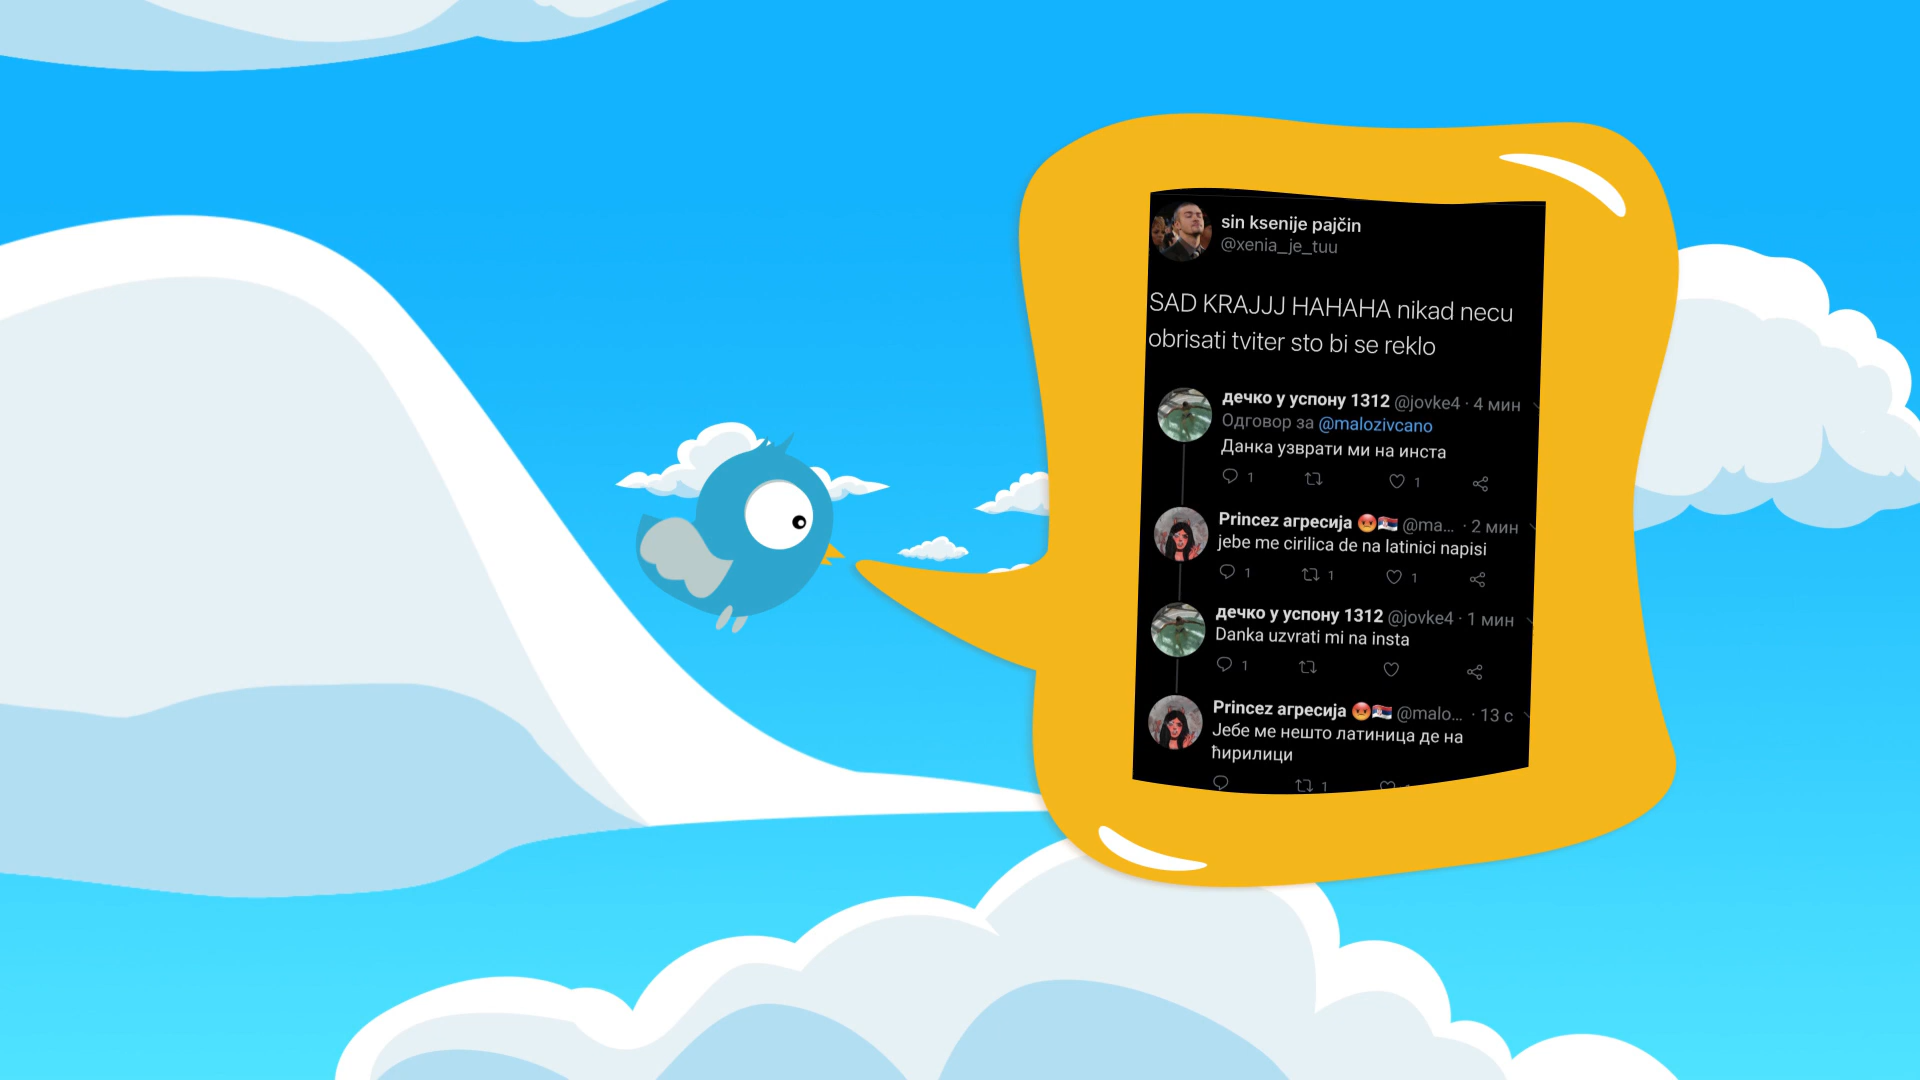 sin ksenije pajčin
@xenia_je_tuu
SAD KRAJJJ HAHAHA nikad necu
obrisati tviter sto bi se reklo
дечко у успону 1312 @jovke4 · 4 мин
Одговор за @malozivcano
Данка узврати ми на инста
1 1
Princez агресија 😡🇷🇸 @ma... · 2 мин
jebe me cirilica de na latinici napisi
1 1 1
дечко у успону 1312 @jovke4 · 1 мин
Danka uzvrati mi na insta
1
Princez агресија 😡🇷🇸 @malo... · 13 с
Јебе ме нешто латиница де на
ћирилици
1